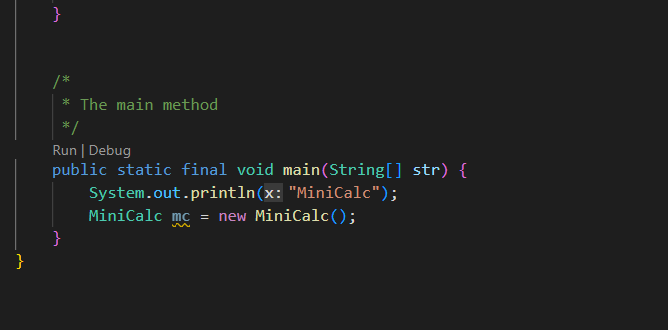 }
/*
* The main method
*/
Run | Debug
public static final void main(String[] str) {
System.out.println(x: "MiniCalc");
MiniCalc mc = new MiniCalc();
}
}